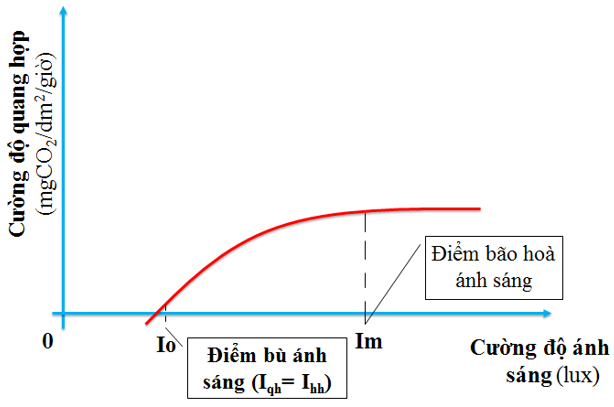 Cường độ quang hợp
(mgCO₂/dm²/giờ)
Điểm bão hoà
ánh sáng
0
Io
Im
Điểm bù ánh
sáng (Iqh= Ihh)
Cường độ ánh
sáng (lux)